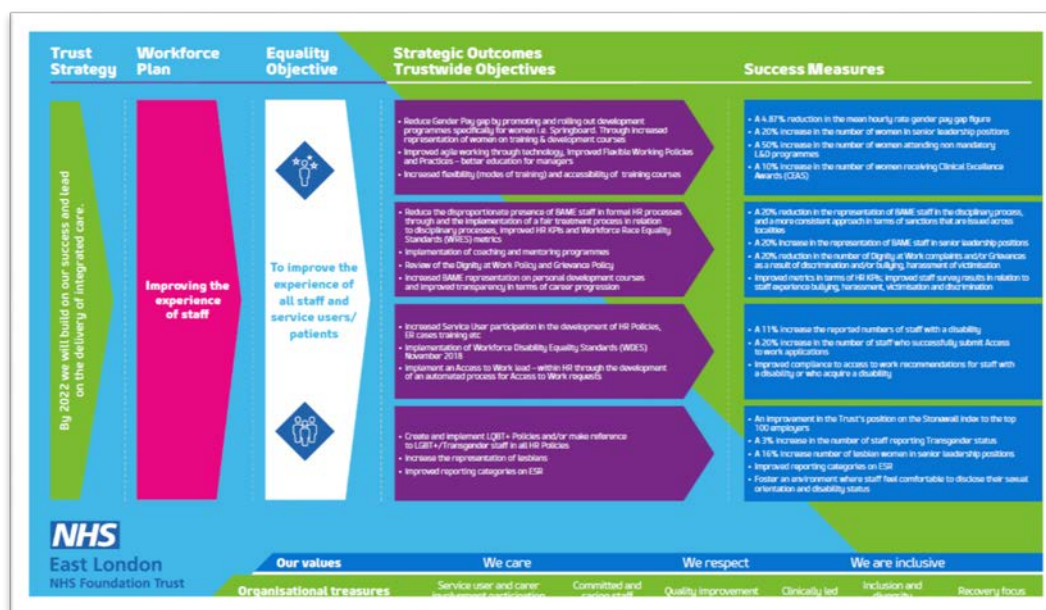 Trust
Strategy
Workforce
Plan
Equality
Objective
Strategic Outcomes
Trustwide Objectives
Success Measures
By 2022 we will build on our success and lead
on the delivery of integrated care.
Improving the
experience
of staff
To improve the
experience of
all staff and
service users/
patients
• Reduce Gender Pay gap by promoting and rolling out development
programmes specifically for women i.e. Springboard. Through increased
representation of women on training & development courses
• Improved agile working through technology, Improved Flexible Working Policies
and Practices – better education for managers
• Increased flexibility (modes of training) and accessibility of training courses
• A 4.87% reduction in the mean hourly rate gender pay gap figure
• A 20% increase in the number of women in senior leadership positions
• A 50% increase in the number of women attending non mandatory
L&D programmes
• A 10% increase in the number of women receiving Clinical Excellence
Awards (CEAS)
• Reduce the disproportionate presence of BAME staff in formal HR processes
through and the implementation of a fair treatment process in relation
to disciplinary processes, improved HR KPIs and Workforce Race Equality
Standards (WRES) metrics
• Implementation of coaching and mentoring programmes
• Review of the Dignity at Work Policy and Grievance Policy
• Increased BAME representation on personal development courses
and improved transparency in terms of career progression
• A 20% reduction in the representation of BAME staff in the disciplinary process,
and a more consistent approach in terms of sanctions that are issued across
localities
• A 20% increase in the representation of BAME staff in senior leadership positions
• A 20% reduction in the number of Dignity at Work complaints and/or Grievances
as a result of discrimination and/or bullying, harassment of victimisation
• Improved metrics in terms of HR KPIs; improved staff survey results in relation to
staff experience bullying, harassment, victimisation and discrimination
• Increased Service User participation in the development of HR Policies,
ER cases training etc
• Implementation of Workforce Disability Equality Standards (WDES)
November 2018
• Implement an Access to Work lead – within HR through the development
of an automated process for Access to Work requests
• A 11% increase the reported numbers of staff with a disability
• A 20% increase in the number of staff who successfully submit Access
to work applications
• Improved compliance to access to work recommendations for staff with
a disability or who acquire a disability
• Create and implement LQBT+ Policies and/or make reference
to LGBT+/Transgender staff in all HR Policies
• Increase the representation of lesbians
• Improved reporting categories on ESR
• An improvement in the Trust's position on the Stonewall Index to the top
100 employers
• A 3% increase in the number of staff reporting Transgender status
• A 16% increase number of lesbian women in senior leadership positions
• Improved reporting categories on ESR
• Foster an environment where staff feel comfortable to disclose their sexual
orientation and disability status
NHS
East London
NHS Foundation Trust
Our values
We care
We respect
We are inclusive
Organisational treasures
Service user and carer
involvement participation
Committed and
caring staff
Quality improvement
Clinically led
Inclusion and
diversity
Recovery focus